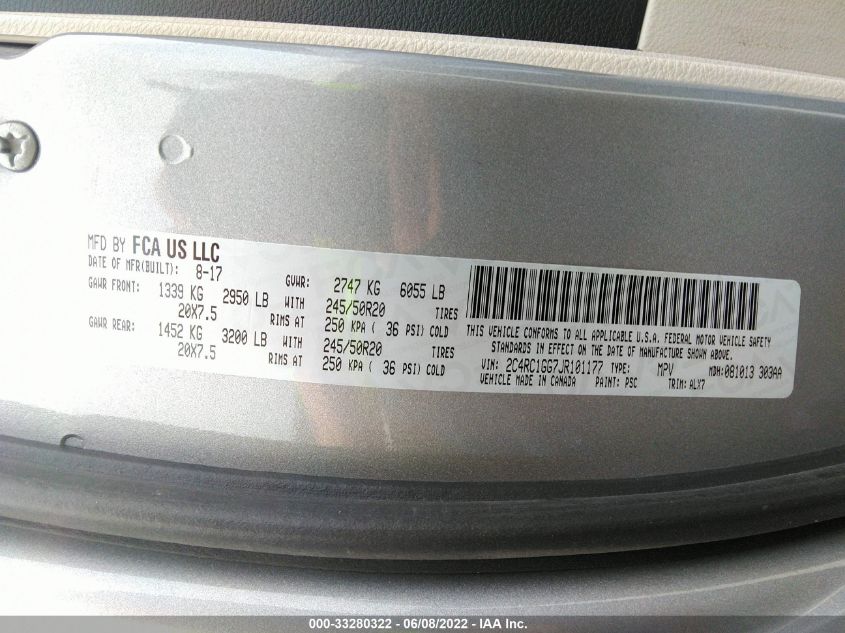 MFD BY FCA US LLC
DATE OF MFR(BUILT): 8-17 GVWR: 2747 KG 6055 LB
GAWR FRONT: 1339 KG 2950 LB WITH 245/50R20 TIRES
20X7.5 RIMS AT 250 KPA ( 36 PSI) COLD
GAWR REAR: 1452 KG 3200 LB WITH 245/50R20 TIRES
20X7.5 RIMS AT 250 KPA ( 36 PSI) COLD
THIS VEHICLE CONFORMS TO ALL APPLICABLE U.S.A. FEDERAL MOTOR VEHICLE SAFETY
STANDARDS IN EFFECT ON THE DATE OF MANUFACTURE SHOWN ABOVE.
VIN: 2C4RC1GG7JR101177 TYPE: MPV MDH:081013 303AA
VEHICLE MADE IN CANADA PAINT: PSC TRIM: ALX7
000-33280322 - 06/08/2022 - IAA Inc.